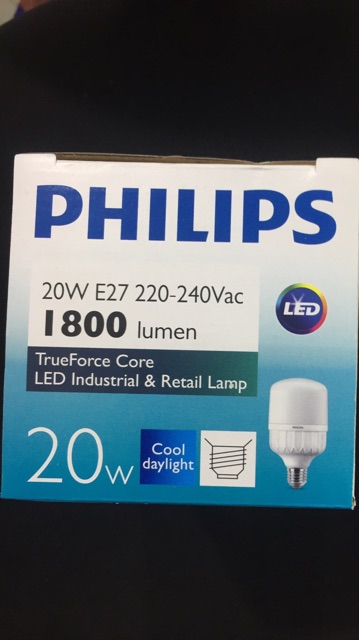 PHILIPS
20W E27 220-240Vac
1800 lumen
LED
TrueForce Core
LED Industrial & Retail Lamp
20W
Cool
daylight